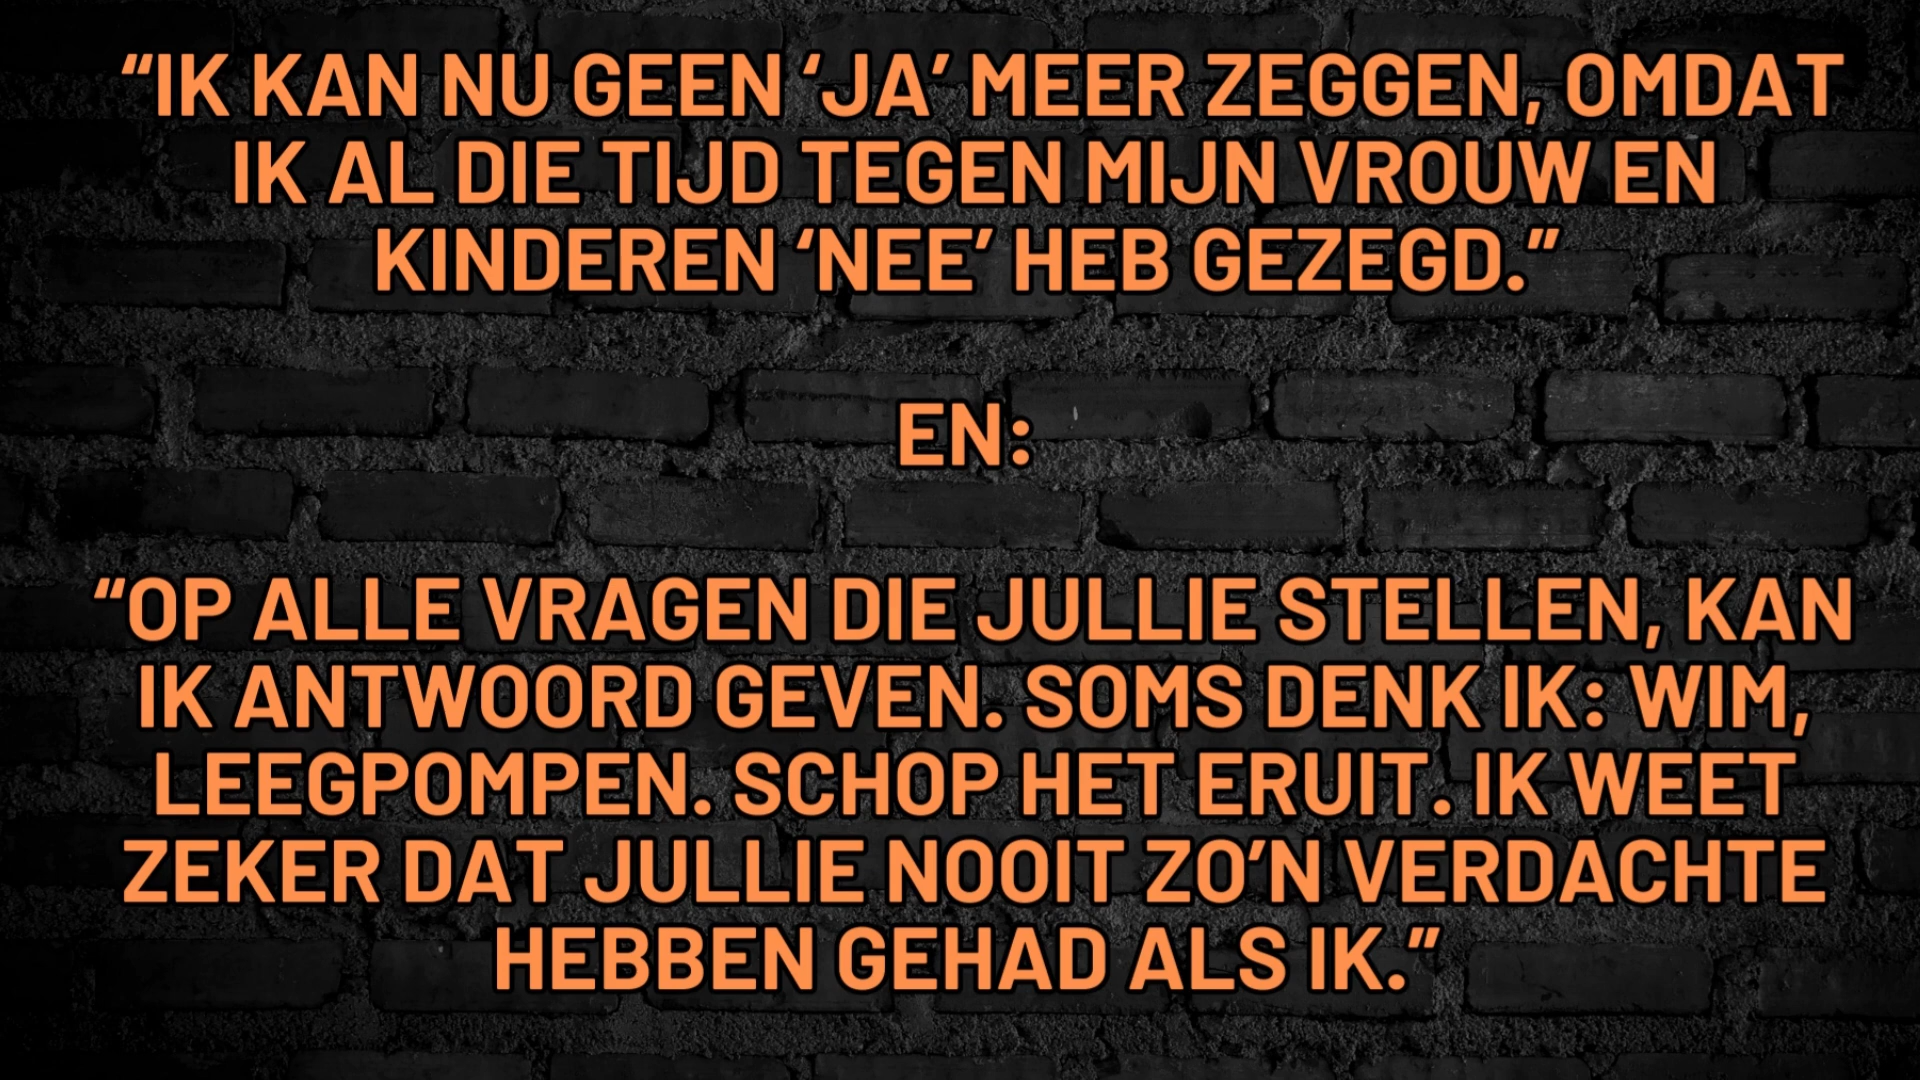 “IK KAN NU GEEN ‘JA’ MEER ZEGGEN, OMDAT
IK AL DIE TIJD TEGEN MIJN VROUW EN
KINDEREN ‘NEE’ HEB GEZEGD.”
EN:
“OP ALLE VRAGEN DIE JULLIE STELLEN, KAN
IK ANTWOORD GEVEN. SOMS DENK IK: WIM,
LEEGPOMPEN. SCHOP HET ERUIT. IK WEET
ZEKER DAT JULLIE NOOIT ZO’N VERDACHTE
HEBBEN GEHAD ALS IK.”